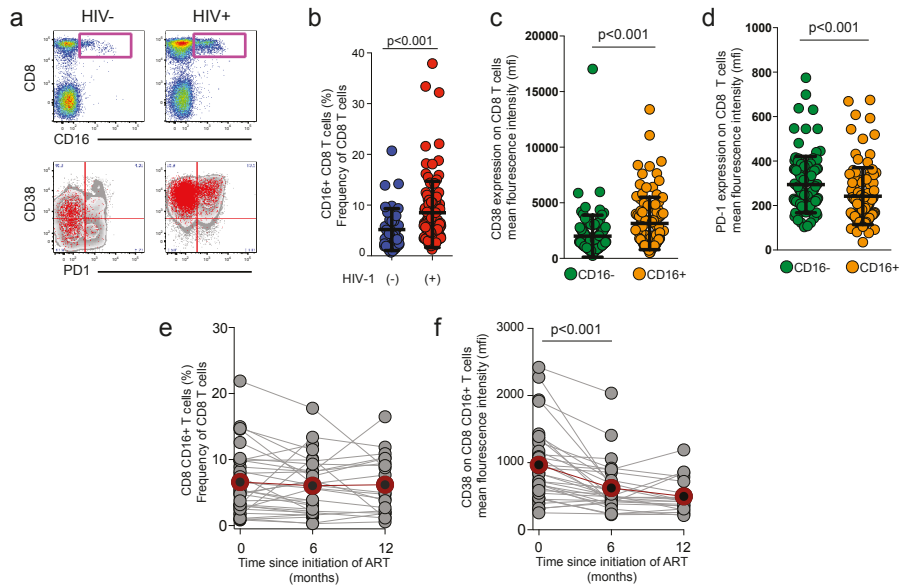 a
HIV-
HIV+
CD8
CD16
CD38
PD1
b
p<0.001
CD16+ CD8 T cells (%)
Frequency of CD8 T cells
40
30
20
10
0
HIV-1
(-)
(+)
c
p<0.001
CD38 expression on CD8 T cells
mean flourescence intensity (mfi)
20000
15000
10000
5000
0
CD16-
CD16+
d
p<0.001
PD-1 expression on CD8 T cells
mean flourescence intensity (mfi)
1000
800
600
400
200
0
CD16-
CD16+
e
CD8 CD16+ T cells (%)
Frequency of CD8 T cells
30
20
10
0
0
6
12
Time since initiation of ART
(months)
f
p<0.001
CD38 on CD8 CD16+ T cells
mean flourescence intensity (mfi)
3000
2000
1000
0
0
6
12
Time since initiation of ART
(months)